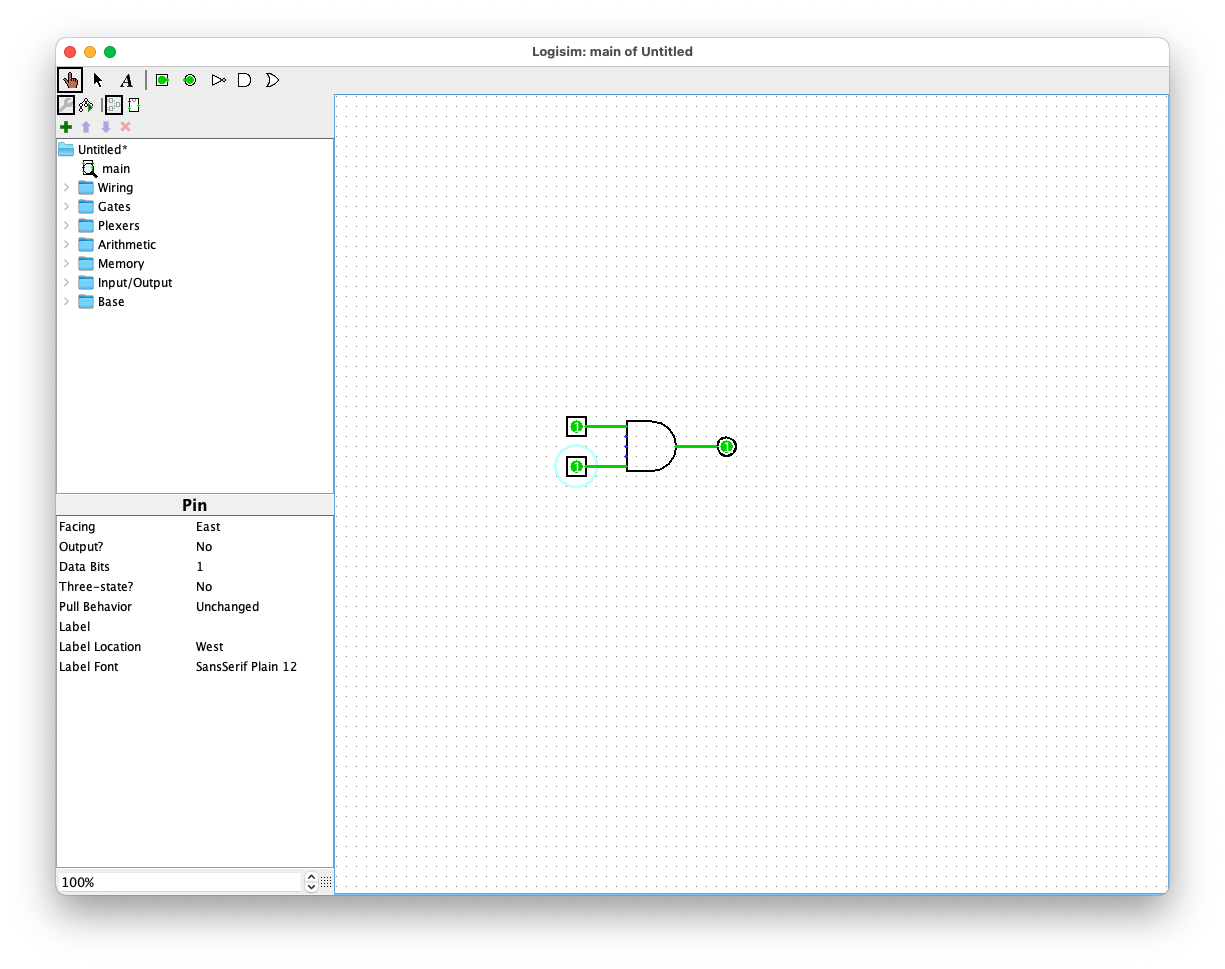 Logisim: main of Untitled
A
Untitled*
main
Wiring
Gates
Plexers
Arithmetic
Memory
Input/Output
Base
1
1
1
Pin
Facing East
Output? No
Data Bits 1
Three-state? No
Pull Behavior Unchanged
Label
Label Location West
Label Font SansSerif Plain 12
100%